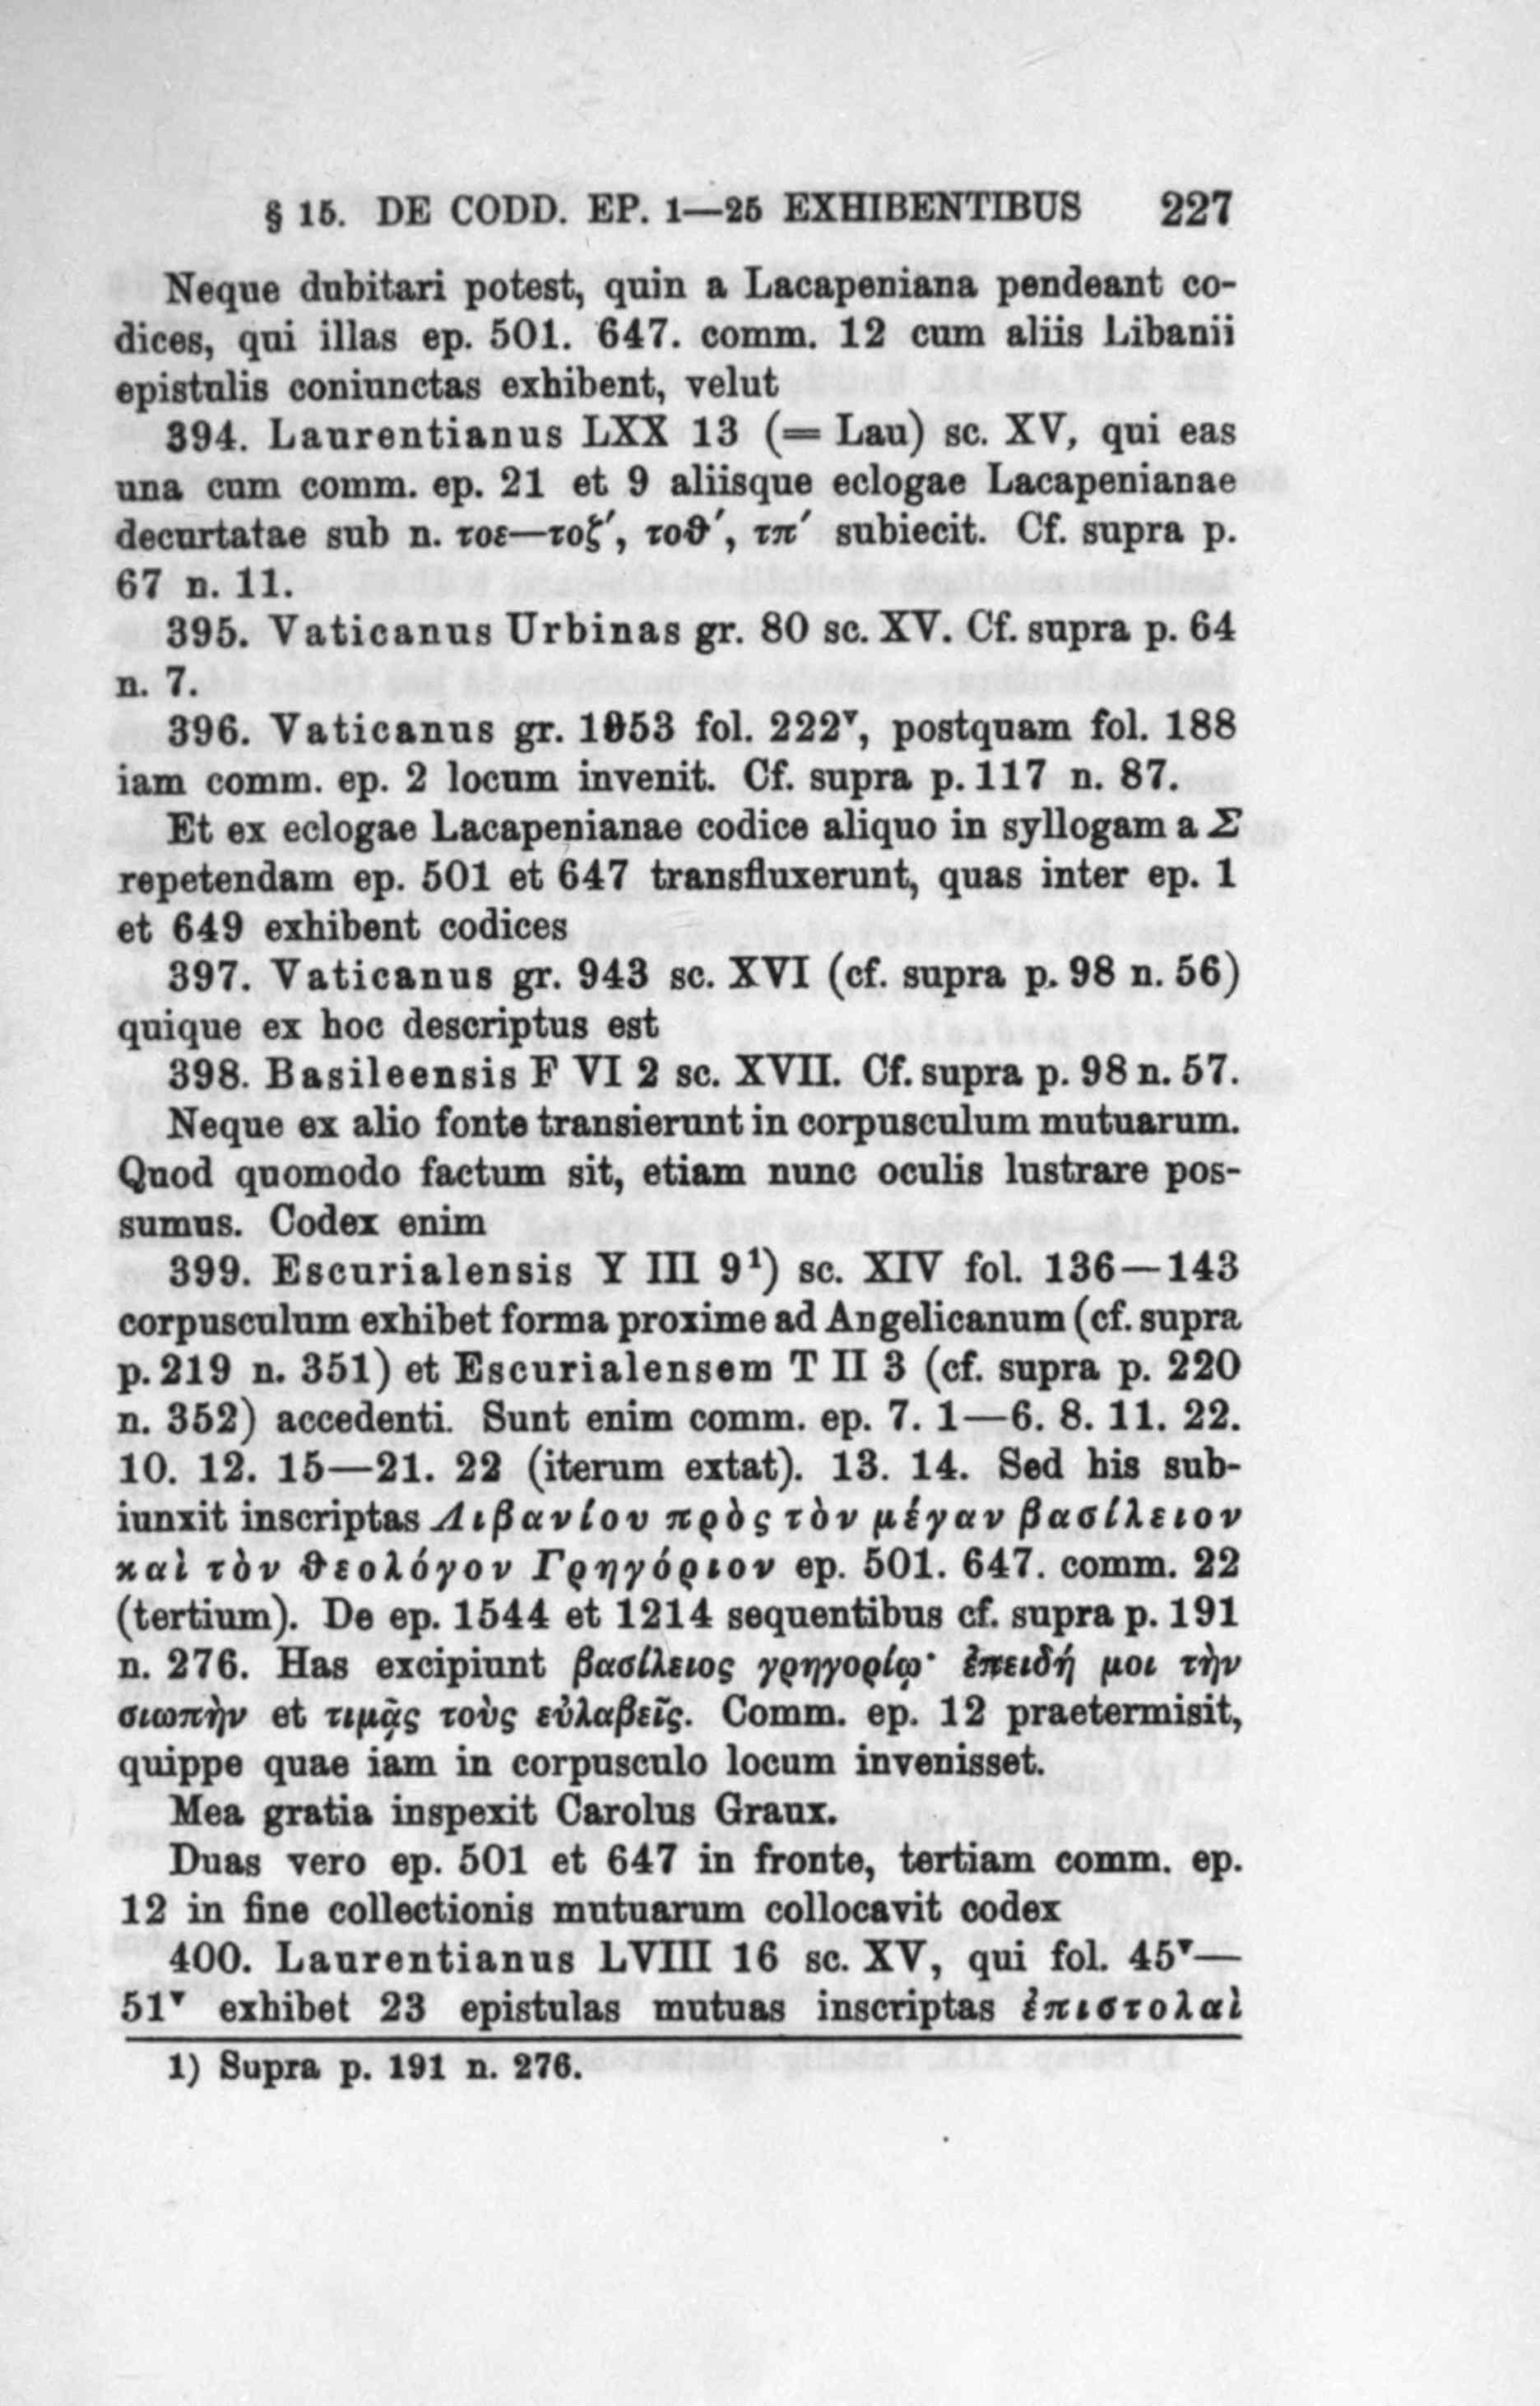 § 15. DE CODD. EP. 1—25 EXHIBENTIBUS 227
Neque dubitari potest, quin a Lacapeniana pendeant co-
dices, qui illas ep. 501. 647. comm. 12 cum aliis Libanii
epistulis coniunctas exhibent, velut
394. Laurentianus LXX 13 (= Lau) sc. XV, qui eas
una cum comm. ep. 21 et 9 aliisque eclogae Lacapenianae
decurtatae sub n. τοε—τοζ′, τοϑ′, τπ′ subiecit. Cf. supra p.
67 n. 11.
395. Vaticanus Urbinas gr. 80 sc. XV. Cf. supra p. 64
n. 7.
396. Vaticanus gr. fol. 222ᵛ, postquam fol. 188
iam comm. ep. 2 locum invenit. Cf. supra p. 117 n. 87.
Et ex eclogae Lacapenianae codice aliquo in syllogam a Σ
repetendam ep. 501 et 647 transfluxerunt, quas inter ep. 1
et 649 exhibent codices
397. Vaticanus gr. 943 sc. XVI (cf. supra p. 98 n. 56)
quique ex hoc descriptus est
398. Basileensis F VI 2 sc. XVII. Cf. supra p. 98 n. 57.
Neque ex alio fonte transierunt in corpusculum mutuarum.
Quod quomodo factum sit, etiam nunc oculis lustrare pos-
sumus. Codex enim
399. Escurialensis Y III 9¹) sc. XIV fol. 136—143
corpusculum exhibet forma proxime ad Angelicanum (cf. supra
p. 219 n. 351) et Escurialensem T II 3 (cf. supra p. 220
n. 352) accedenti. Sunt enim comm. ep. 7. 1—6. 8. 11. 22.
10. 12. 15—21. 22 (iterum extat). 13. 14. Sed his sub-
iunxit inscriptas Λιβανίου πρὸς τὸν μέγαν βασίλειον
καὶ τὸν ϑεολόγον Γρηγόριον ep. 501. 647. comm. 22
(tertium). De ep. 1544 et 1214 sequentibus cf. supra p. 191
n. 276. Has excipiunt βασίλειος γρηγορίῳ· ἐπειδή μοι τὴν
σιωπὴν et τιμᾷς τοὺς εὐλαβεῖς. Comm. ep. 12 praetermisit,
quippe quae iam in corpusculo locum invenisset.
Mea gratia inspexit Carolus Graux.
Duas vero ep. 501 et 647 in fronte, tertiam comm. ep.
12 in fine collectionis mutuarum collocavit codex
400. Laurentianus LVIII 16 sc. XV, qui fol. 45ᵛ—
51ᵛ exhibet 23 epistulas mutuas inscriptas ἐπιστολαὶ
1) Supra p. 191 n. 276.